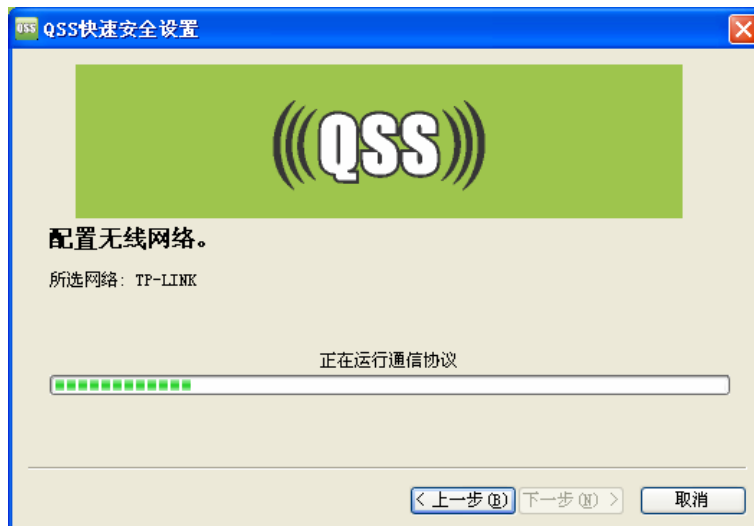 QSS QSS快速安全设置
QSS
配置无线网络。
所选网络: TP-LINK
正在运行通信协议
< 上一步(B) 下一步(N) > 取消